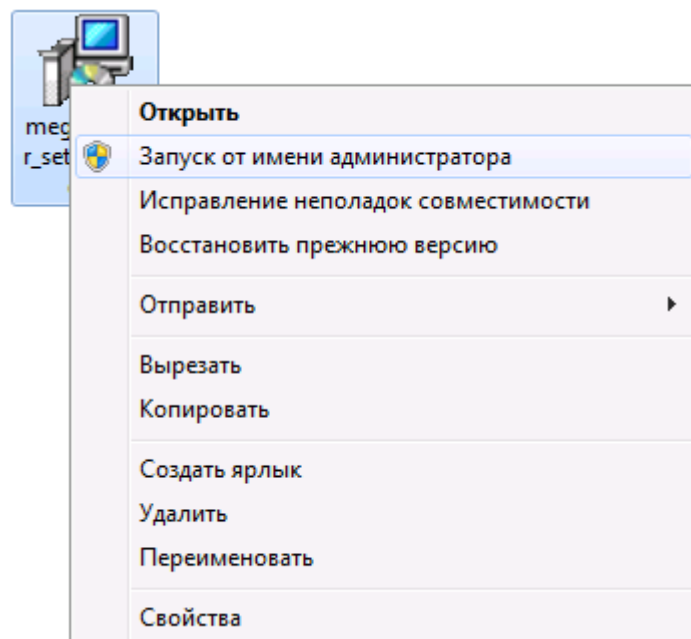 meg
r_set
Открыть
Запуск от имени администратора
Исправление неполадок совместимости
Восстановить прежнюю версию
Отправить
Вырезать
Копировать
Создать ярлык
Удалить
Переименовать
Свойства